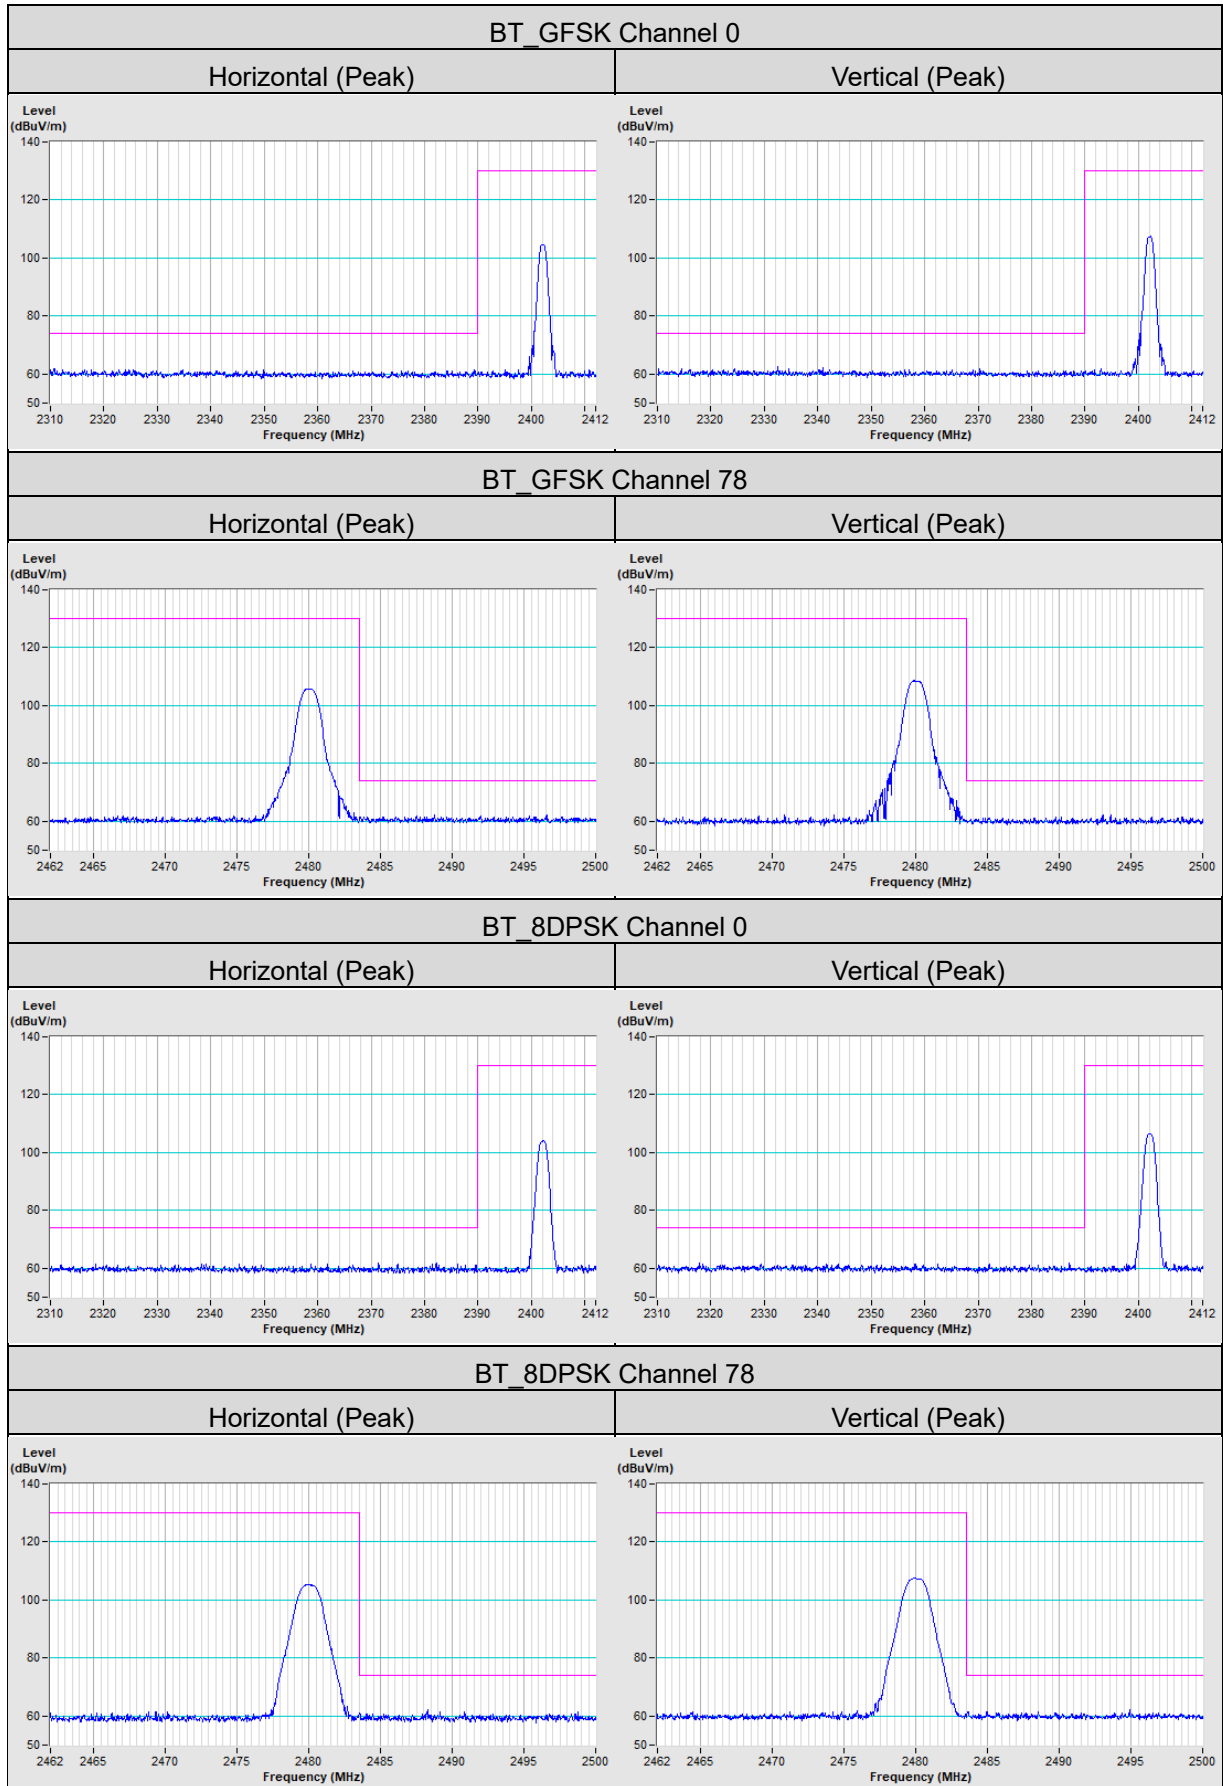 BT_GFSK Channel 0
Horizontal (Peak) Vertical (Peak)
Level
(dBuV/m)
140
120
100
80
60
50
2310 2320 2330 2340 2350 2360 2370 2380 2390 2400 2412
Frequency (MHz)
Level
(dBuV/m)
140
120
100
80
60
50
2310 2320 2330 2340 2350 2360 2370 2380 2390 2400 2412
Frequency (MHz)
BT_GFSK Channel 78
Horizontal (Peak) Vertical (Peak)
Level
(dBuV/m)
140
120
100
80
60
50
2462 2465 2470 2475 2480 2485 2490 2495 2500
Frequency (MHz)
Level
(dBuV/m)
140
120
100
80
60
50
2462 2465 2470 2475 2480 2485 2490 2495 2500
Frequency (MHz)
BT_8DPSK Channel 0
Horizontal (Peak) Vertical (Peak)
Level
(dBuV/m)
140
120
100
80
60
50
2310 2320 2330 2340 2350 2360 2370 2380 2390 2400 2412
Frequency (MHz)
Level
(dBuV/m)
140
120
100
80
60
50
2310 2320 2330 2340 2350 2360 2370 2380 2390 2400 2412
Frequency (MHz)
BT_8DPSK Channel 78
Horizontal (Peak) Vertical (Peak)
Level
(dBuV/m)
140
120
100
80
60
50
2462 2465 2470 2475 2480 2485 2490 2495 2500
Frequency (MHz)
Level
(dBuV/m)
140
120
100
80
60
50
2462 2465 2470 2475 2480 2485 2490 2495 2500
Frequency (MHz)